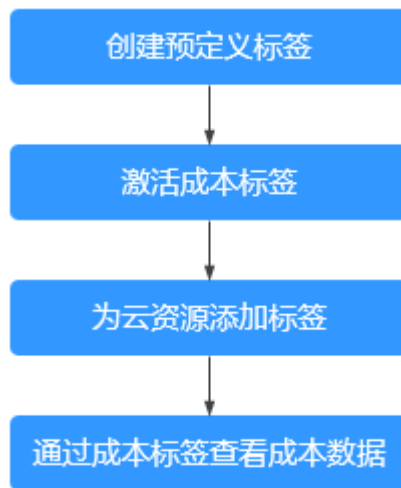 创建预定义标签
激活成本标签
为云资源添加标签
通过成本标签查看成本数据